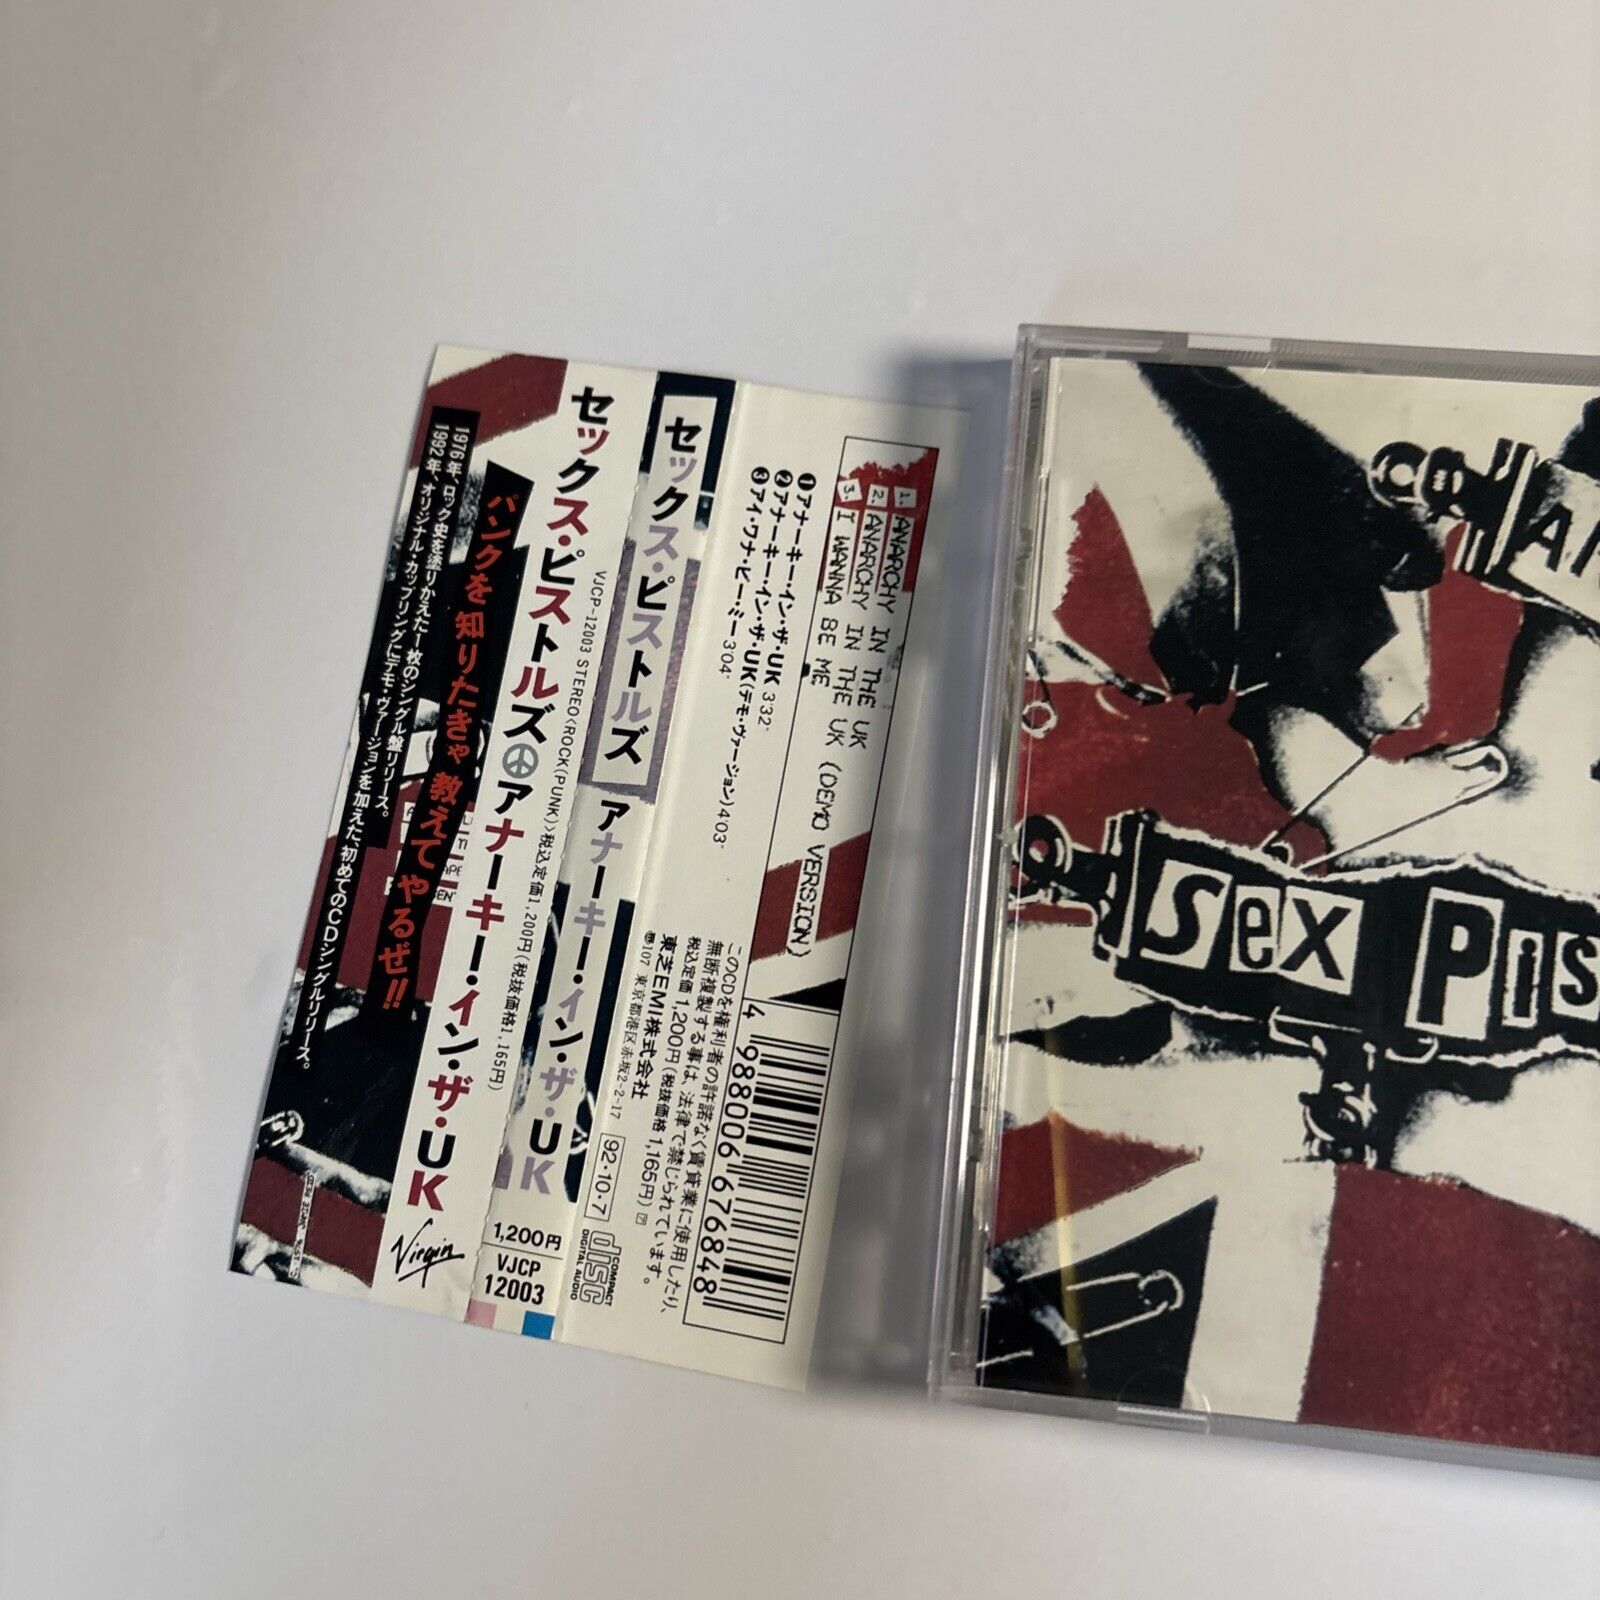 1976年、ロック史を塗りかえた一枚のシングル盤リリース。
1992年、オリジナル・カップリングにデモ・ヴァージョンを加えた、初めてのCDシングルリリース。
パンクを知りたきゃ 教えてやるぜ!!
セックス・ピストルズ☮アナーキー・イン・ザ・UK
Virgin
VJCP-12003 STEREO〈ROCK(PUNK)〉税込定価1,200円(税抜価格1,165円)
セックス・ピストルズ アナーキー・イン・ザ・UK
1,200円
VJCP
12003
1. ANARCHY IN THE UK
2. ANARCHY IN THE UK (DEMO VERSION)
3. I WANNA BE ME
❶アナーキー・イン・ザ・UK 3'32"
❷アナーキー・イン・ザ・UK(デモ・ヴァージョン) 4'03"
❸アイ・ワナ・ビー・ミー 3'04"
4 988006 676848
このCDを権利者の許諾なく賃貸業に使用したり、
無断複製する事は、法律で禁じられています。
税込定価1,200円(税抜価格1,165円)
東芝EMI株式会社
〒107 東京都港区赤坂2-2-17
92・10・7
COMPACT
disc
DIGITAL AUDIO
Sex Pis